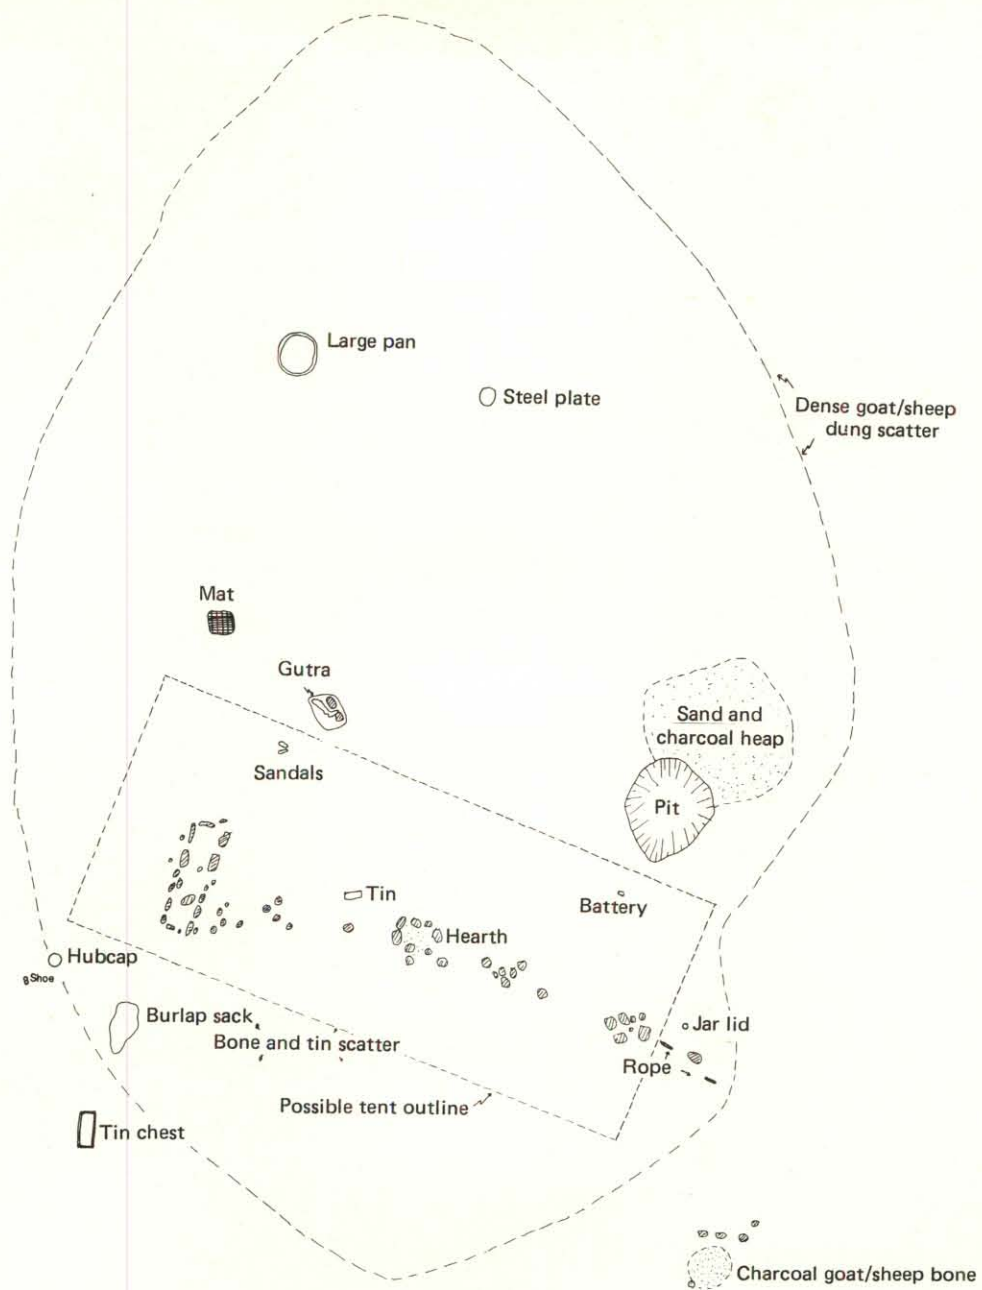 Large pan
Steel plate
Dense goat/sheep
dung scatter
Mat
Gutra
Sand and
charcoal heap
Sandals
Pit
Tin
Battery
Hearth
Hubcap
Shoe
Burlap sack
Jar lid
Bone and tin scatter
Rope
Possible tent outline
Tin chest
Charcoal goat/sheep bone